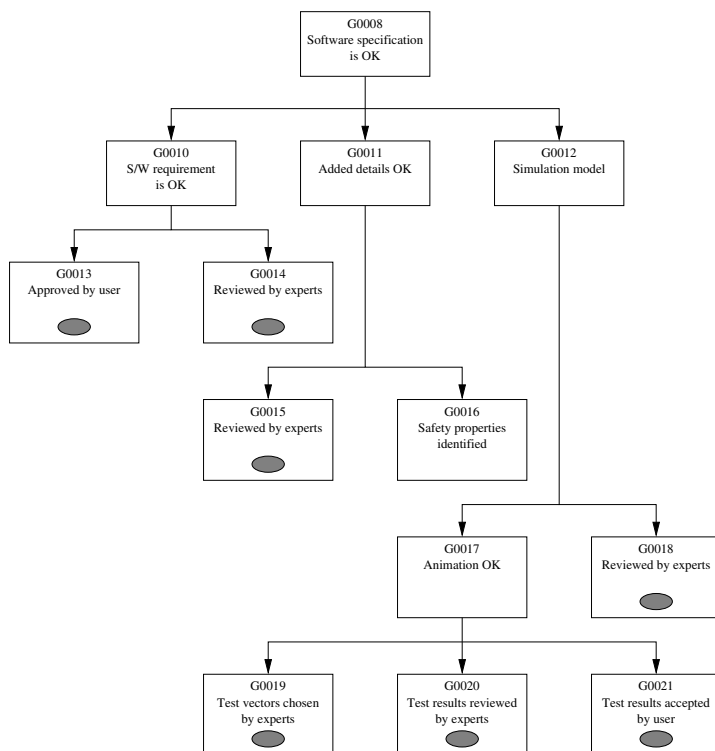 G0008
Software specification
is OK
G0010
S/W requirement
is OK
G0011
Added details OK
G0012
Simulation model
G0013
Approved by user
G0014
Reviewed by experts
G0015
Reviewed by experts
G0016
Safety properties
identified
G0017
Animation OK
G0018
Reviewed by experts
G0019
Test vectors chosen
by experts
G0020
Test results reviewed
by experts
G0021
Test results accepted
by user